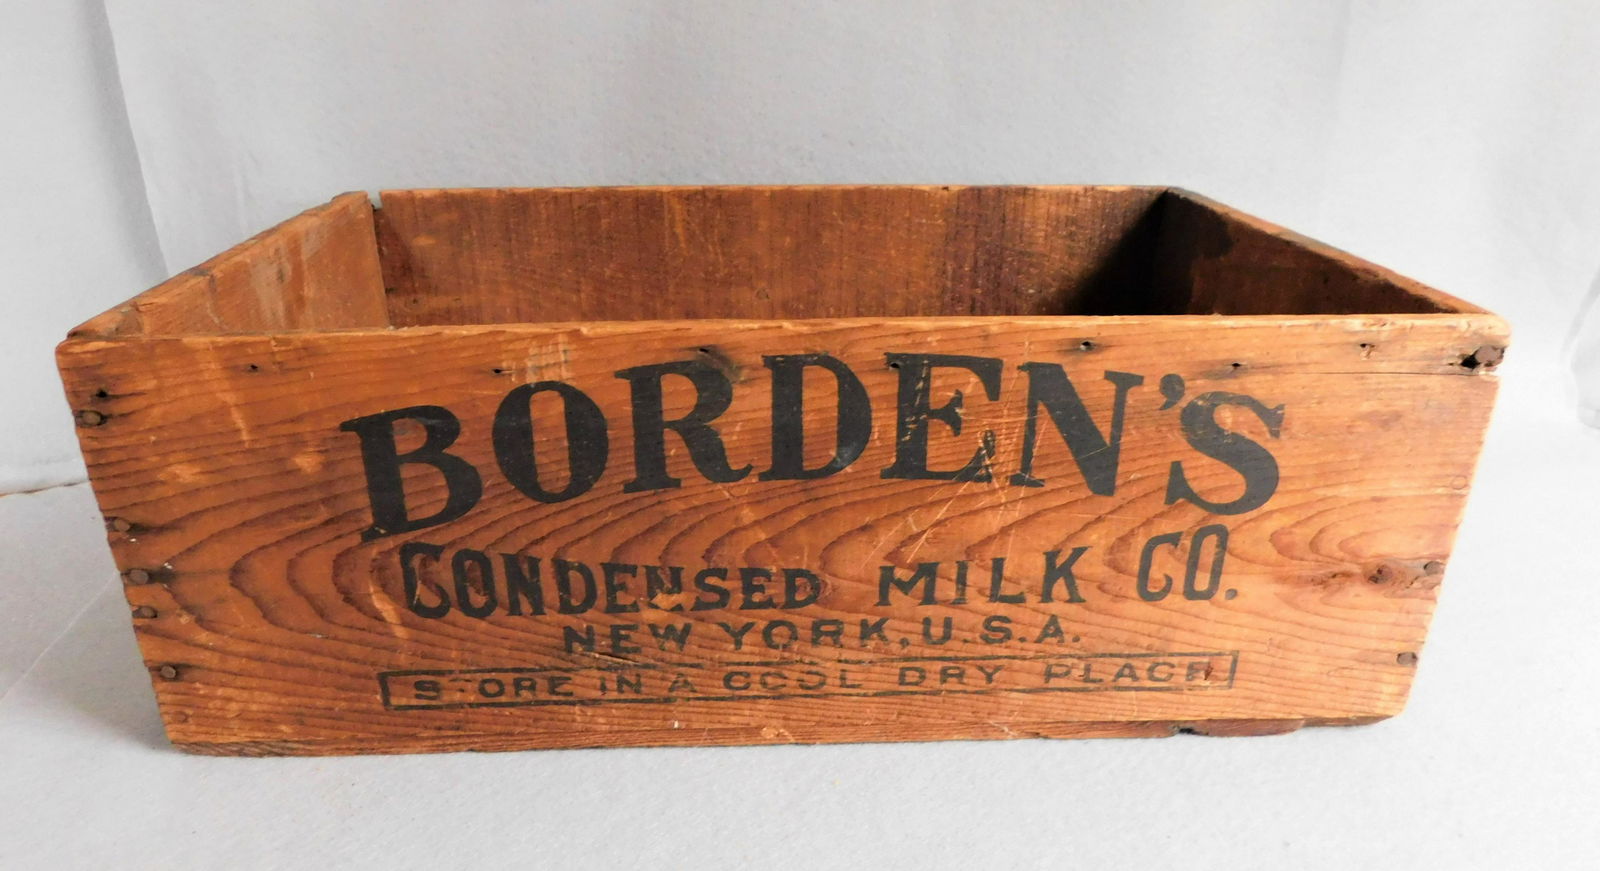 BORDEN'S
CONDENSED MILK CO.
NEW YORK, U.S.A.
STORE IN A COOL DRY PLACE